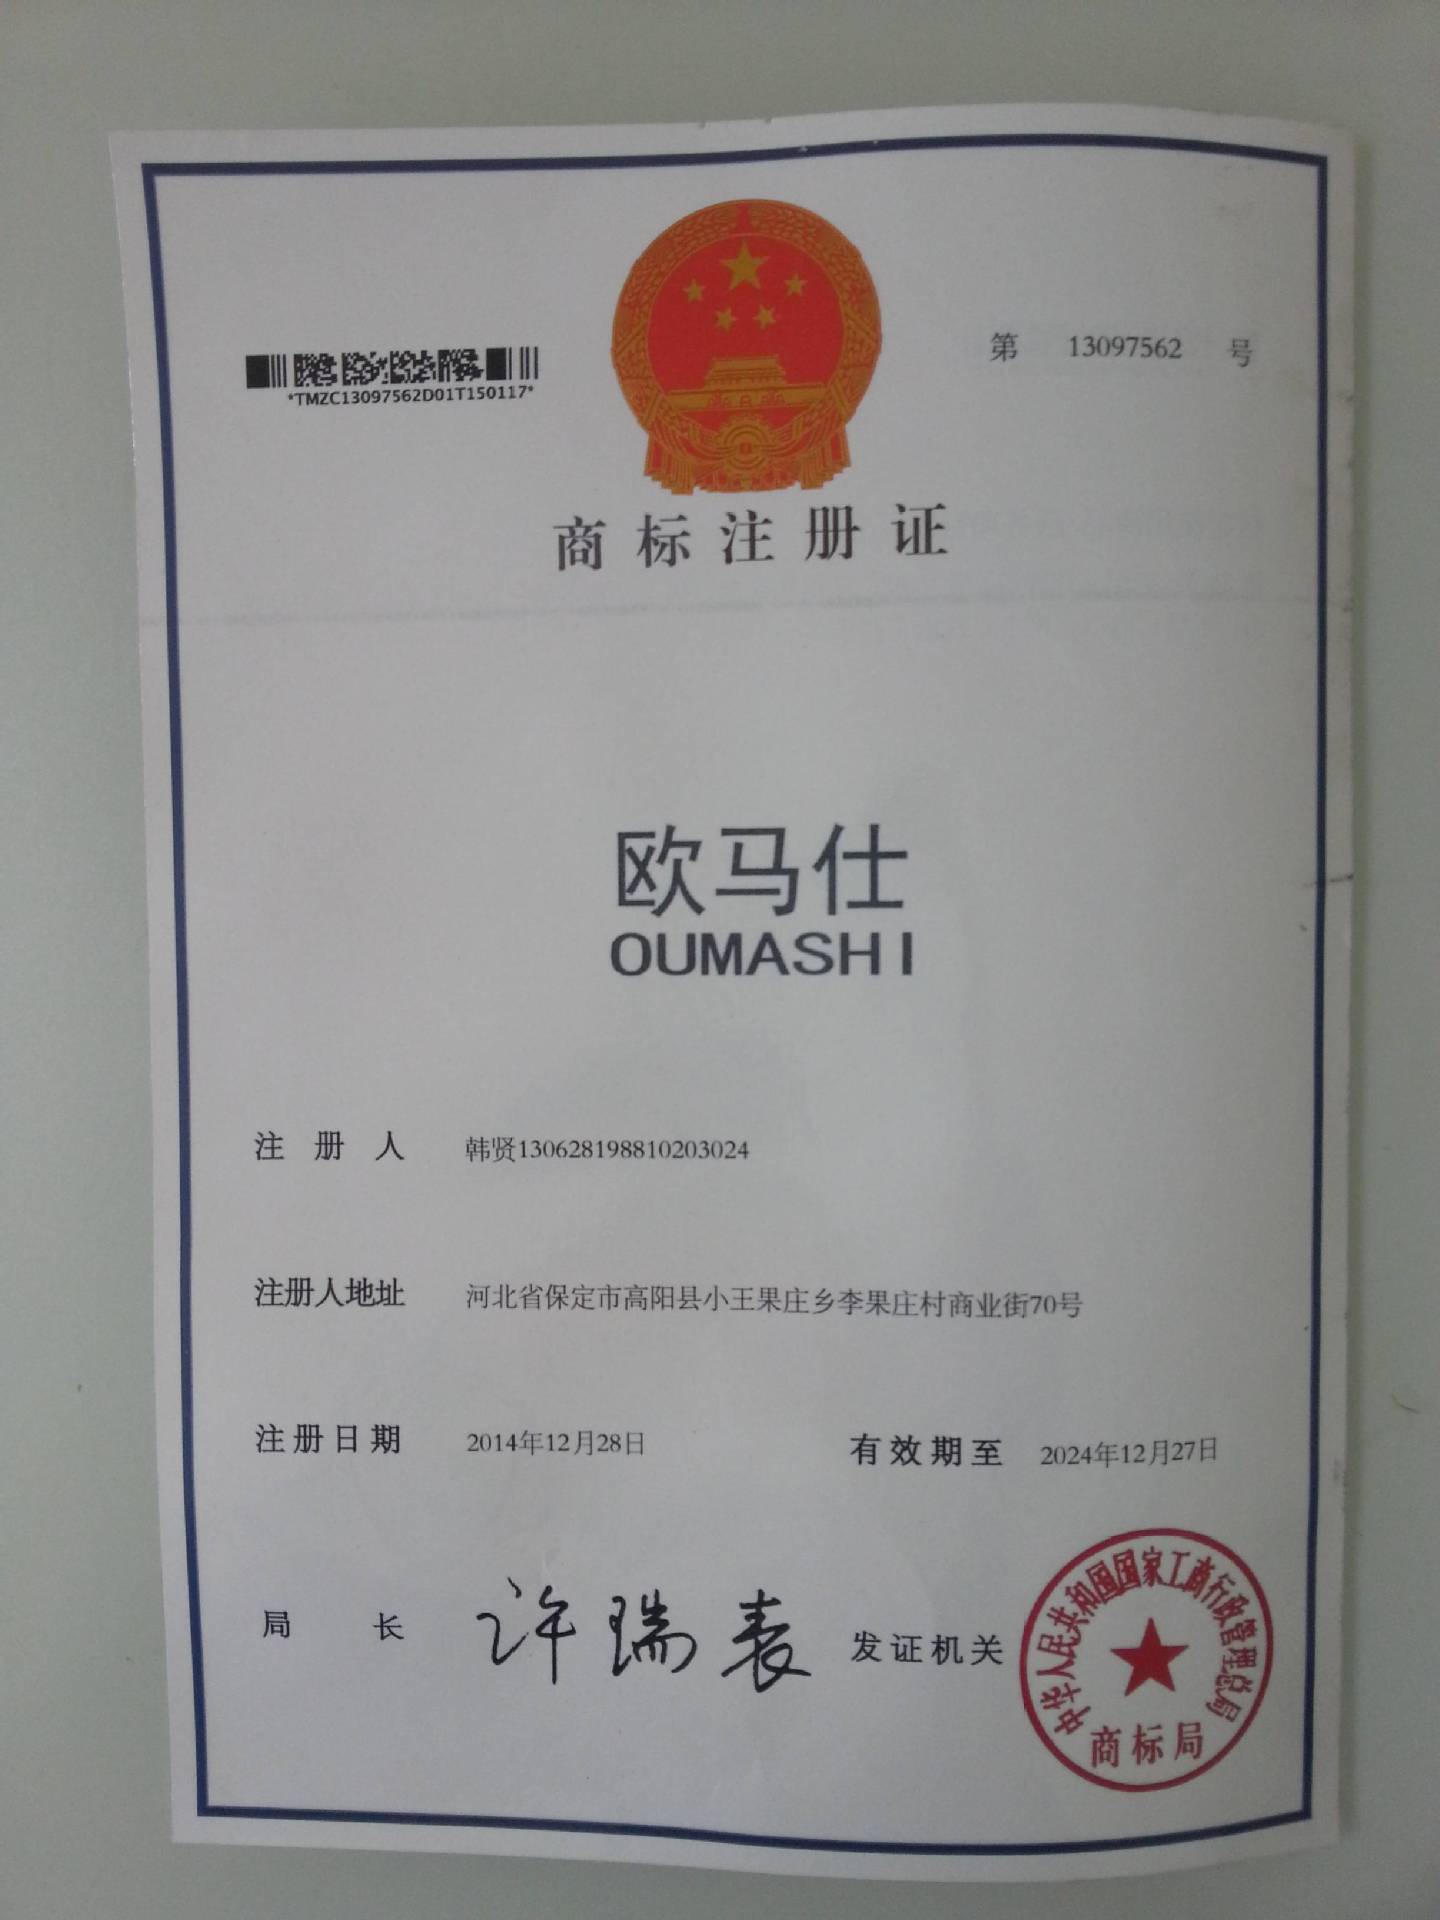 第 13097562 号
*TMZC13097562D01T150117*
商标注册证
欧马仕
OUMASHI
注册人 韩贤130628198810203024
注册人地址 河北省保定市高阳县小王果庄乡李果庄村商业街70号
注册日期 2014年12月28日 有效期至 2024年12月27日
局长 许瑞表 发证机关
中华人民共和国国家工商行政管理总局
商标局